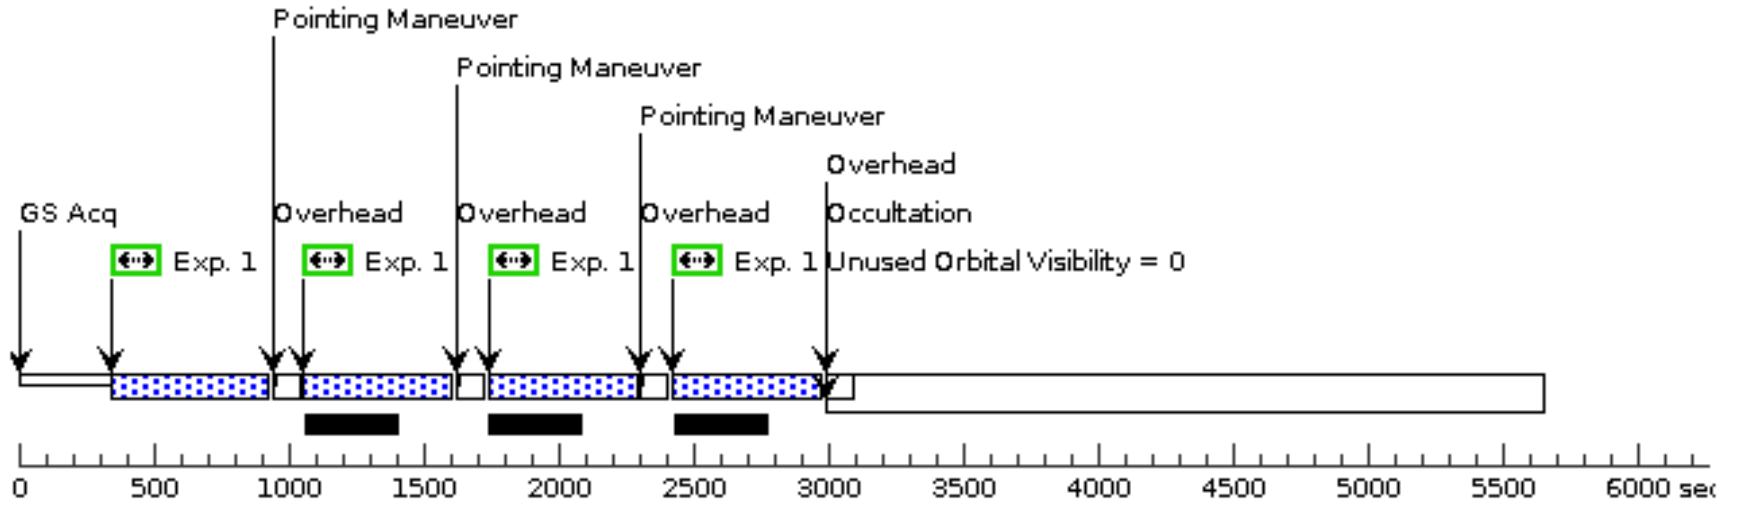 Pointing Maneuver
Pointing Maneuver
Pointing Maneuver
Overhead
GS Acq Overhead Overhead Overhead Occultation
Exp. 1 Exp. 1 Exp. 1 Exp. 1 Unused Orbital Visibility = 0
0 500 1000 1500 2000 2500 3000 3500 4000 4500 5000 5500 6000 sec